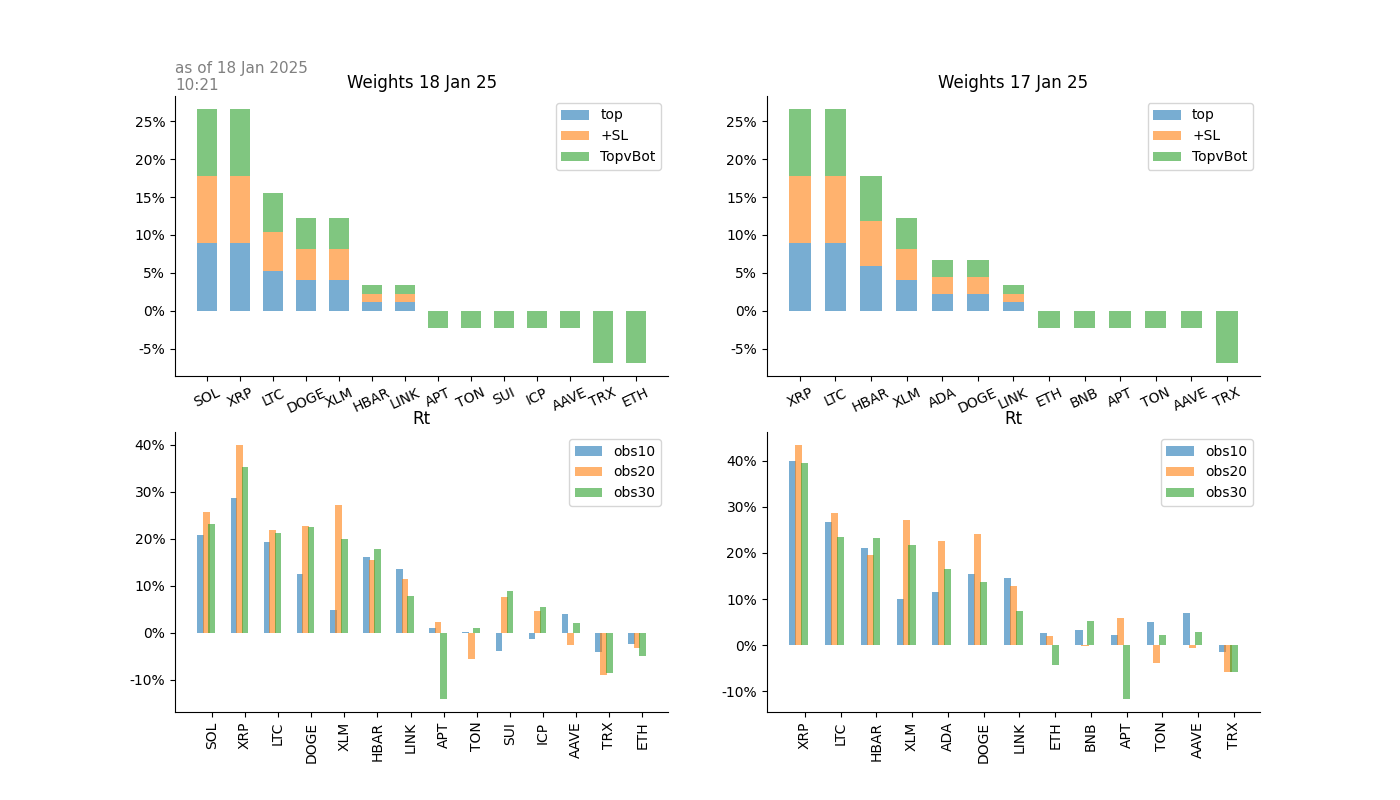 as of 18 Jan 2025
10:21
Weights 18 Jan 25
top
+SL
TopvBot
25%
20%
15%
10%
5%
0%
-5%
SOL XRP LTC DOGE XLM HBAR LINK APT TON SUI ICP AAVE TRX ETH
Weights 17 Jan 25
top
+SL
TopvBot
25%
20%
15%
10%
5%
0%
-5%
XRP LTC HBAR XLM ADA DOGE LINK ETH BNB APT TON AAVE TRX
Rt
obs10
obs20
obs30
40%
30%
20%
10%
0%
-10%
SOL XRP LTC DOGE XLM HBAR LINK APT TON SUI ICP AAVE TRX ETH
Rt
obs10
obs20
obs30
40%
30%
20%
10%
0%
-10%
XRP LTC HBAR XLM ADA DOGE LINK ETH BNB APT TON AAVE TRX